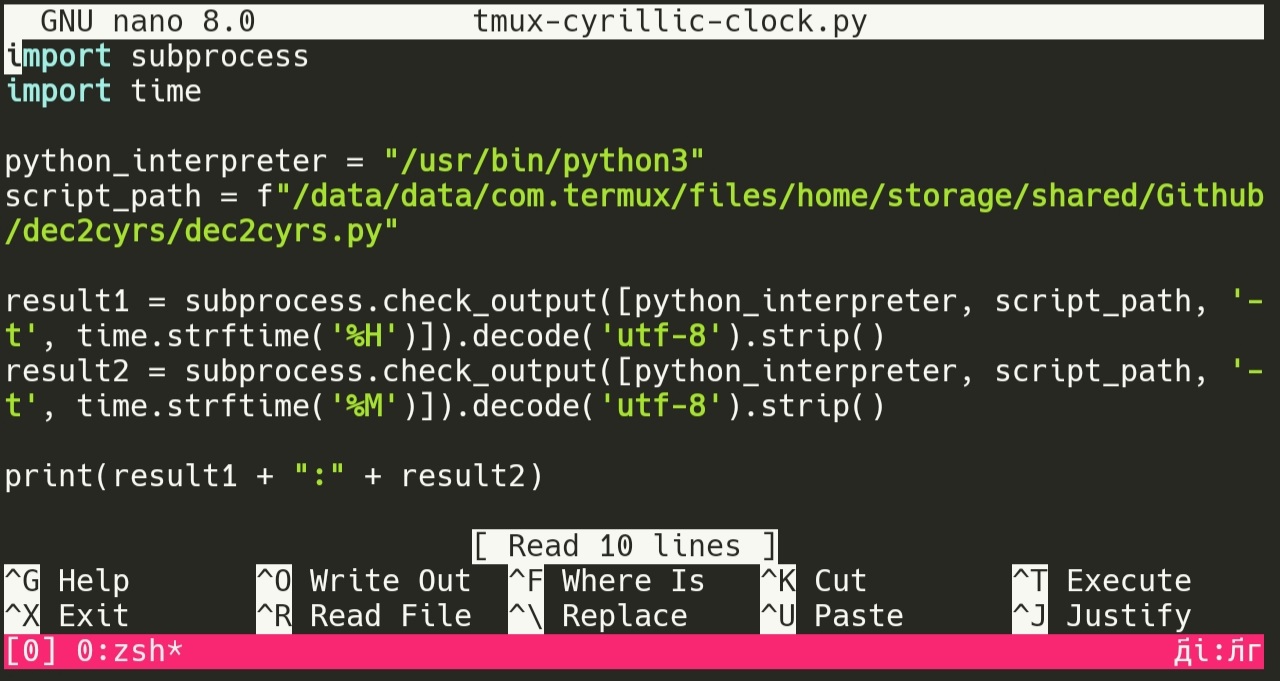 GNU nano 8.0 tmux-cyrillic-clock.py
import subprocess
import time
python_interpreter = "/usr/bin/python3"
script_path = f"/data/data/com.termux/files/home/storage/shared/Github
/dec2cyrs/dec2cyrs.py"
result1 = subprocess.check_output([python_interpreter, script_path, '-
t', time.strftime('%H')]).decode('utf-8').strip()
result2 = subprocess.check_output([python_interpreter, script_path, '-
t', time.strftime('%M')]).decode('utf-8').strip()
print(result1 + ":" + result2)
[ Read 10 lines ]
^G Help ^O Write Out ^F Where Is ^K Cut ^T Execute
^X Exit ^R Read File ^\ Replace ^U Paste ^J Justify
[0] 0:zsh* д҃і:л҃г